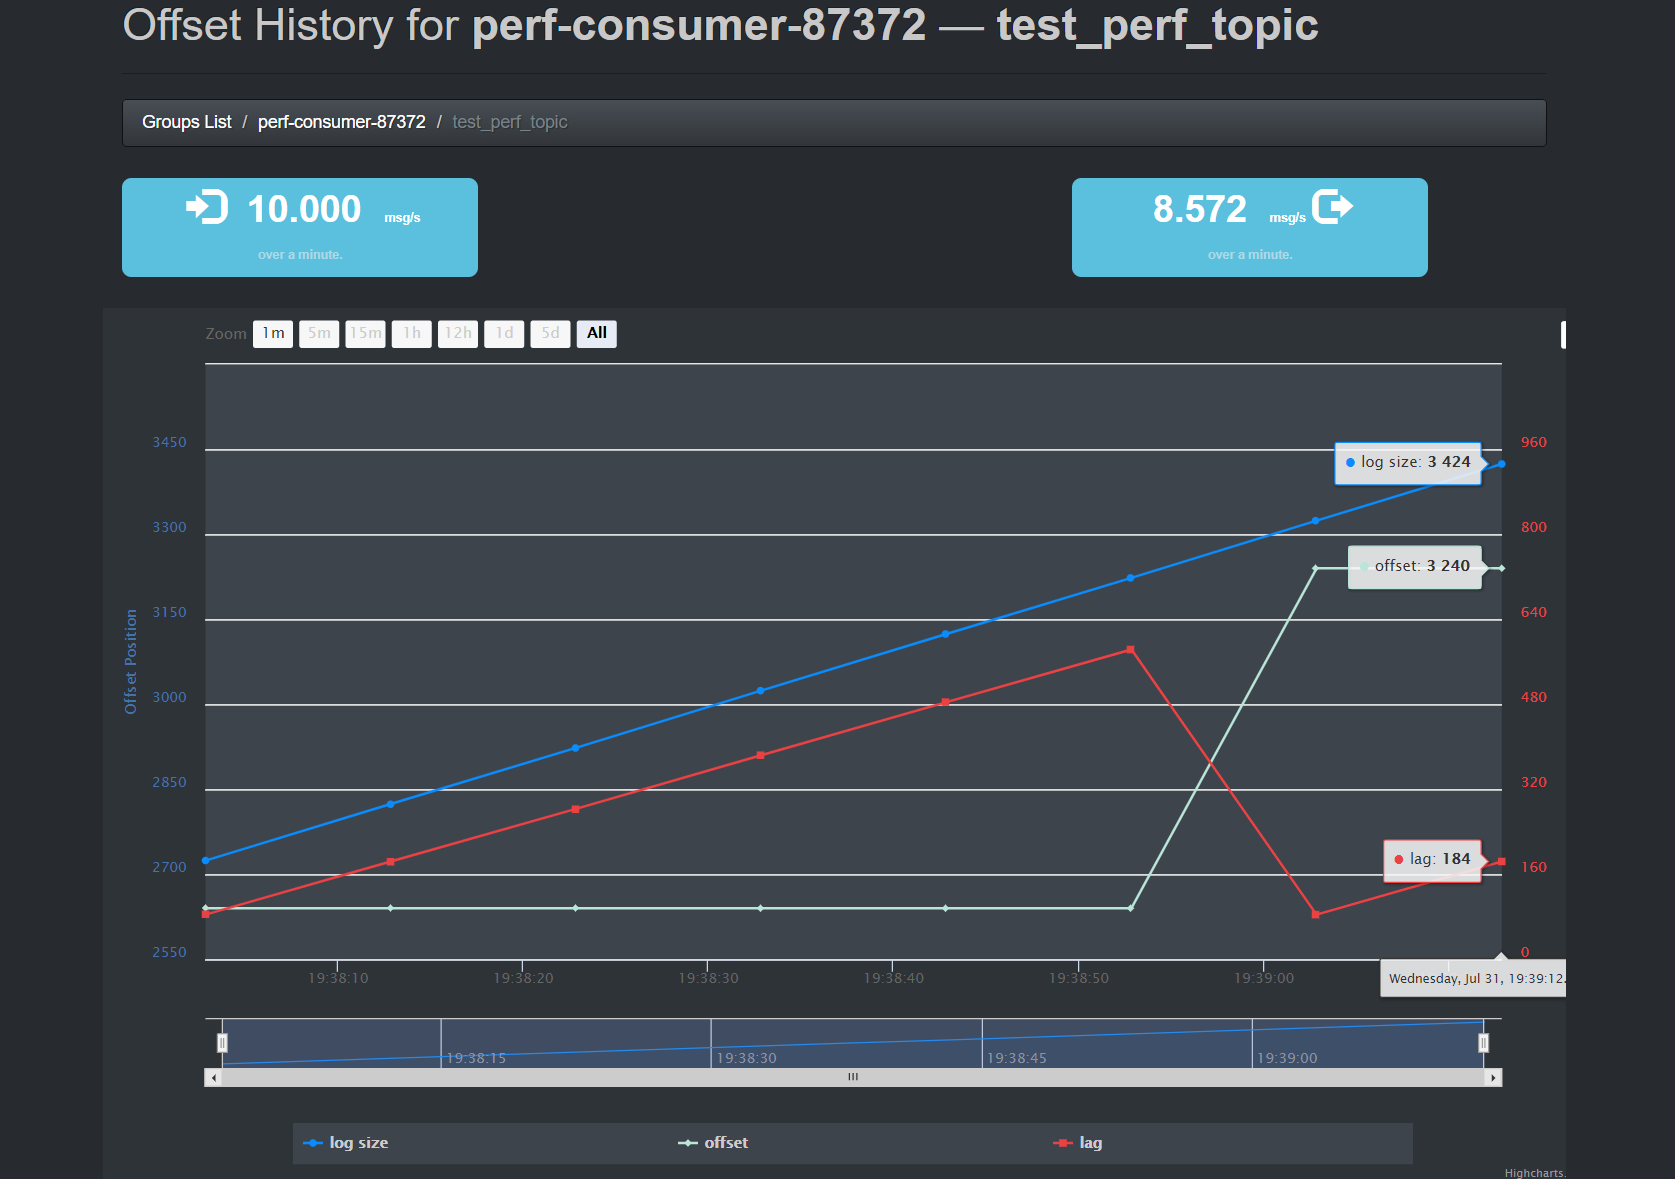 Offset History for perf-consumer-87372 — test_perf_topic
Groups List / perf-consumer-87372 / test_perf_topic
10.000 msg/s
over a minute.
8.572 msg/s
over a minute.
Zoom 1m 5m 15m 1h 12h 1d 5d All
Offset Position
3450
3300
3150
3000
2850
2700
2550
960
800
640
480
320
160
0
log size: 3 424
offset: 3 240
lag: 184
19:38:10 19:38:20 19:38:30 19:38:40 19:38:50 19:39:00
Wednesday, Jul 31, 19:39:12.
19:38:15 19:38:30 19:38:45 19:39:00
log size offset lag
Highcharts.